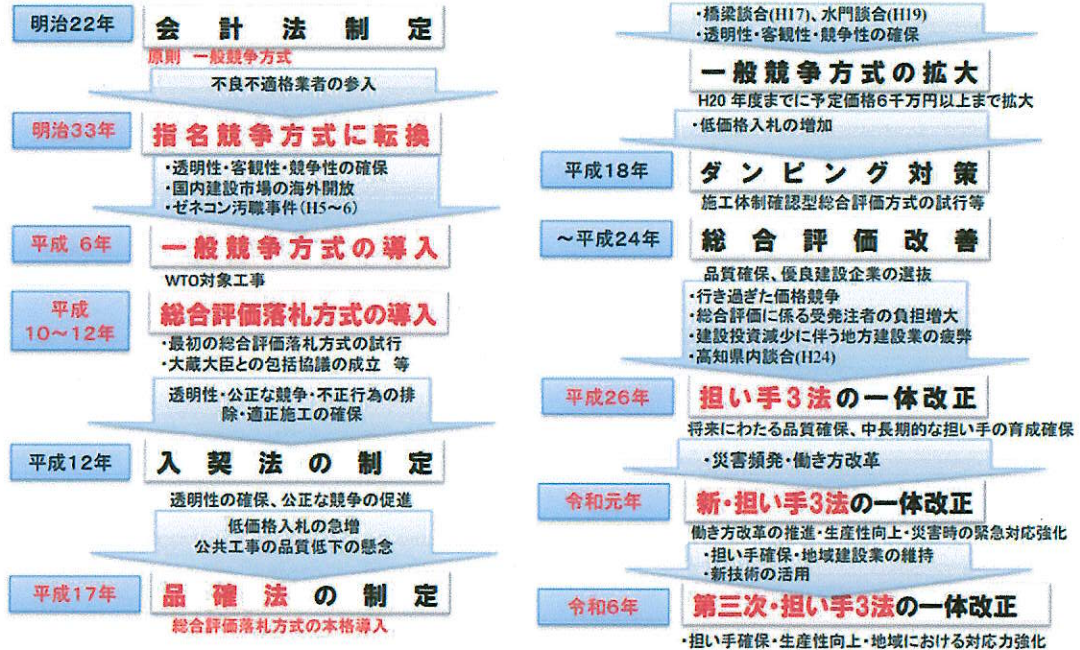 明治22年
会計法制定
原則 一般競争方式
不良不適格業者の参入
明治33年
指名競争方式に転換
・透明性・客観性・競争性の確保
・国内建設市場の海外開放
・ゼネコン汚職事件(H5～6)
平成 6年
一般競争方式の導入
WTO対象工事
平成
10～12年
総合評価落札方式の導入
・最初の総合評価落札方式の試行
・大蔵大臣との包括協議の成立 等
透明性・公正な競争・不正行為の排
除・適正施工の確保
平成12年
入契法の制定
透明性の確保、公正な競争の促進
低価格入札の急増
公共工事の品質低下の懸念
平成17年
品確法の制定
総合評価落札方式の本格導入
・橋梁談合(H17)、水門談合(H19)
・透明性・客観性・競争性の確保
一般競争方式の拡大
H20 年度までに予定価格6千万円以上まで拡大
・低価格入札の増加
平成18年
ダンピング対策
施工体制確認型総合評価方式の試行等
～平成24年
総合評価改善
品質確保、優良建設企業の選抜
・行き過ぎた価格競争
・総合評価に係る受発注者の負担増大
・建設投資減少に伴う地方建設業の疲弊
・高知県内談合(H24)
平成26年
担い手3法の一体改正
将来にわたる品質確保、中長期的な担い手の育成確保
・災害頻発・働き方改革
令和元年
新・担い手3法の一体改正
働き方改革の推進・生産性向上・災害時の緊急対応強化
・担い手確保・地域建設業の維持
・新技術の活用
令和6年
第三次・担い手3法の一体改正
・担い手確保・生産性向上・地域における対応力強化